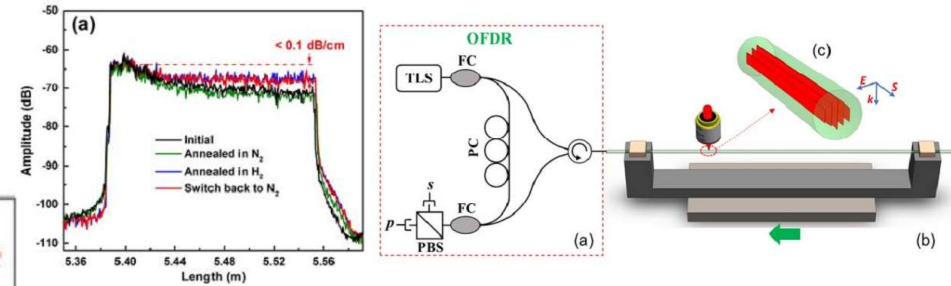 (a)
-50
-60
-70
-80
-90
-100
-110
Amplitude (dB)
< 0.1 dB/cm
Initial
Annealed in N₂
Annealed in H₂
Switch back to N₂
5.36
5.40
5.44
5.48
5.52
5.56
Length (m)
OFDR
TLS
FC
PC
s
p
PBS
FC
(a)
(c)
E
k
S
(b)